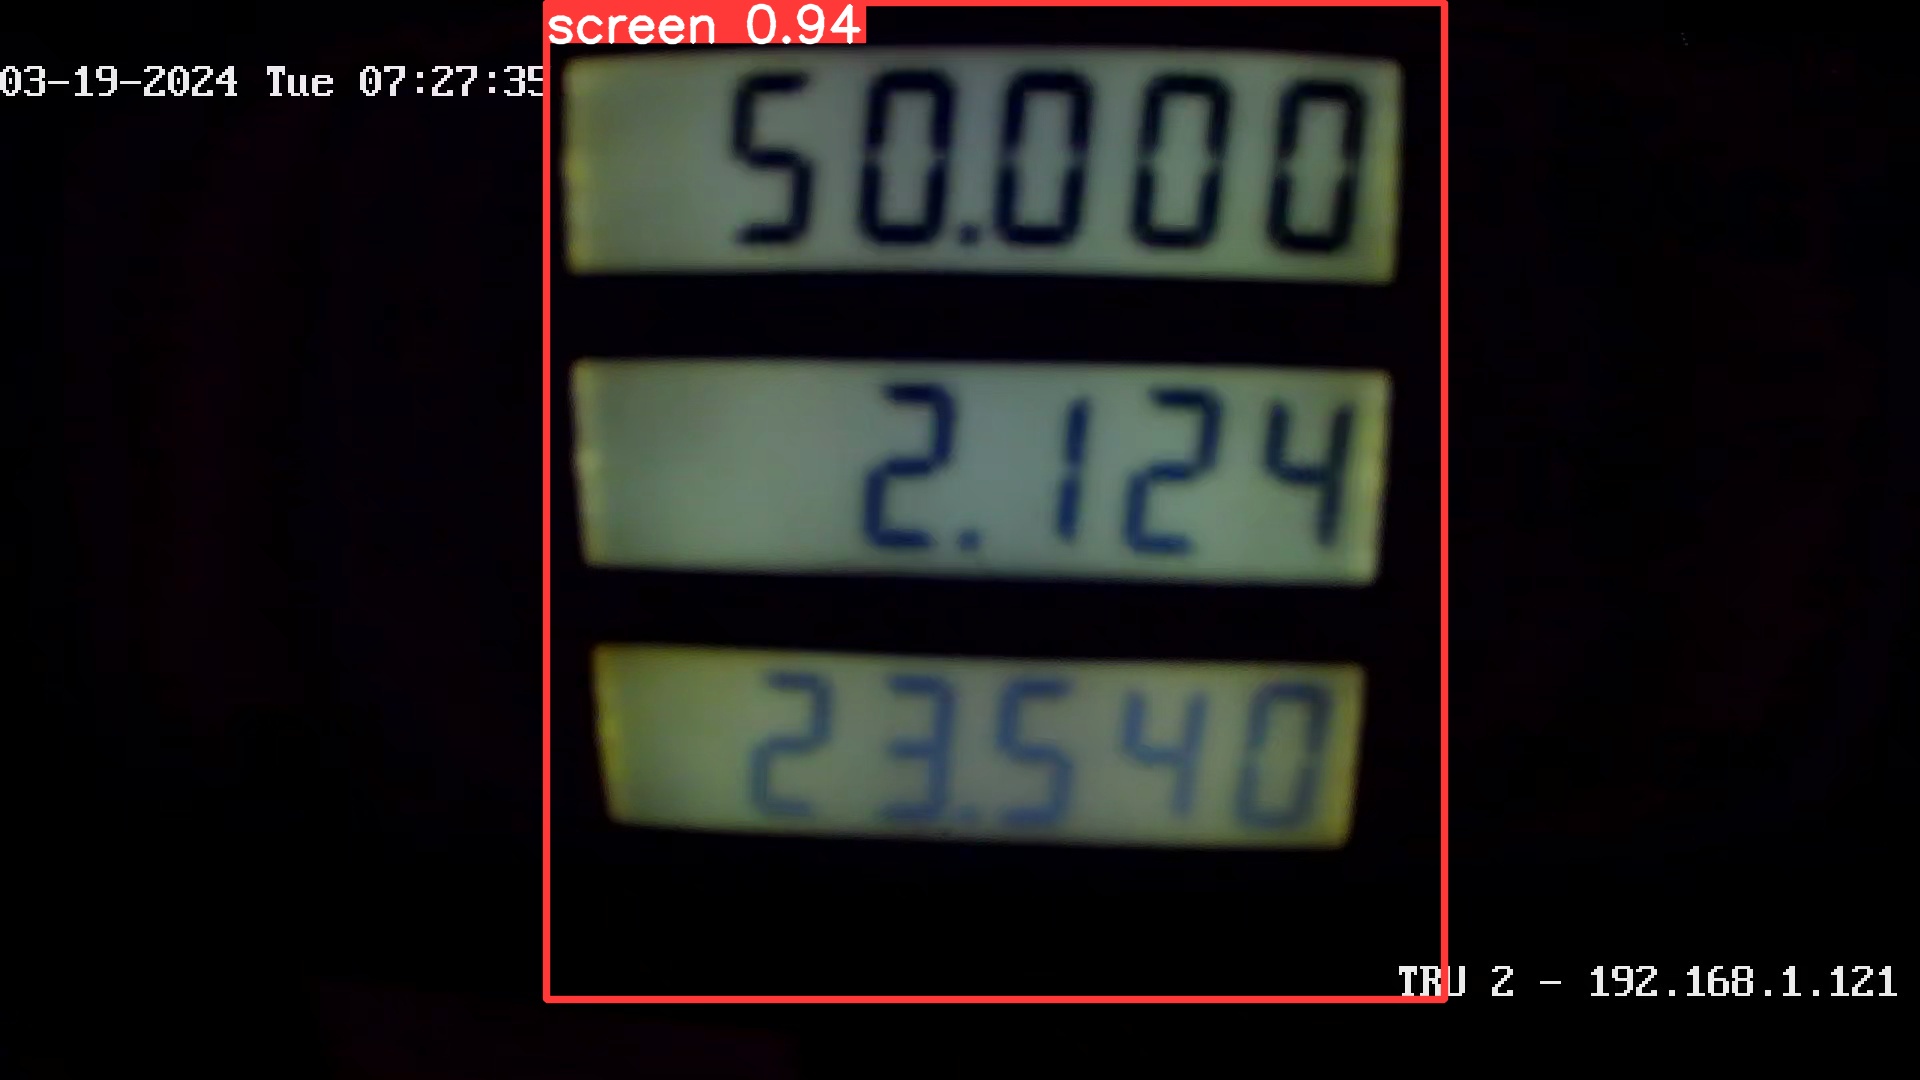 screen 0.94
03-19-2024 Tue 07:27:35
50.000
2.124
23.540
TRU 2 - 192.168.1.121